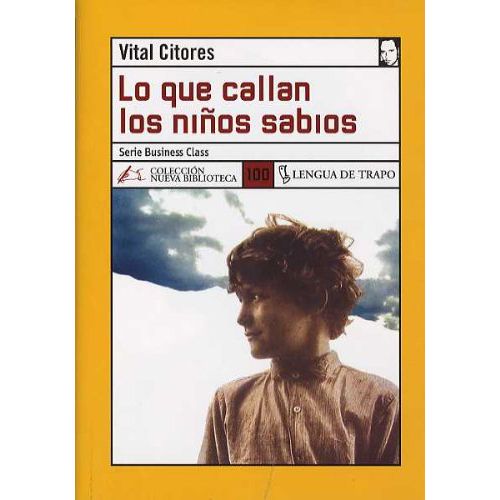 Vital Citores
Lo que callan
los niños sabios
Serie Business Class
COLECCIÓN
NUEVA BIBLIOTECA
100
LENGUA DE TRAPO